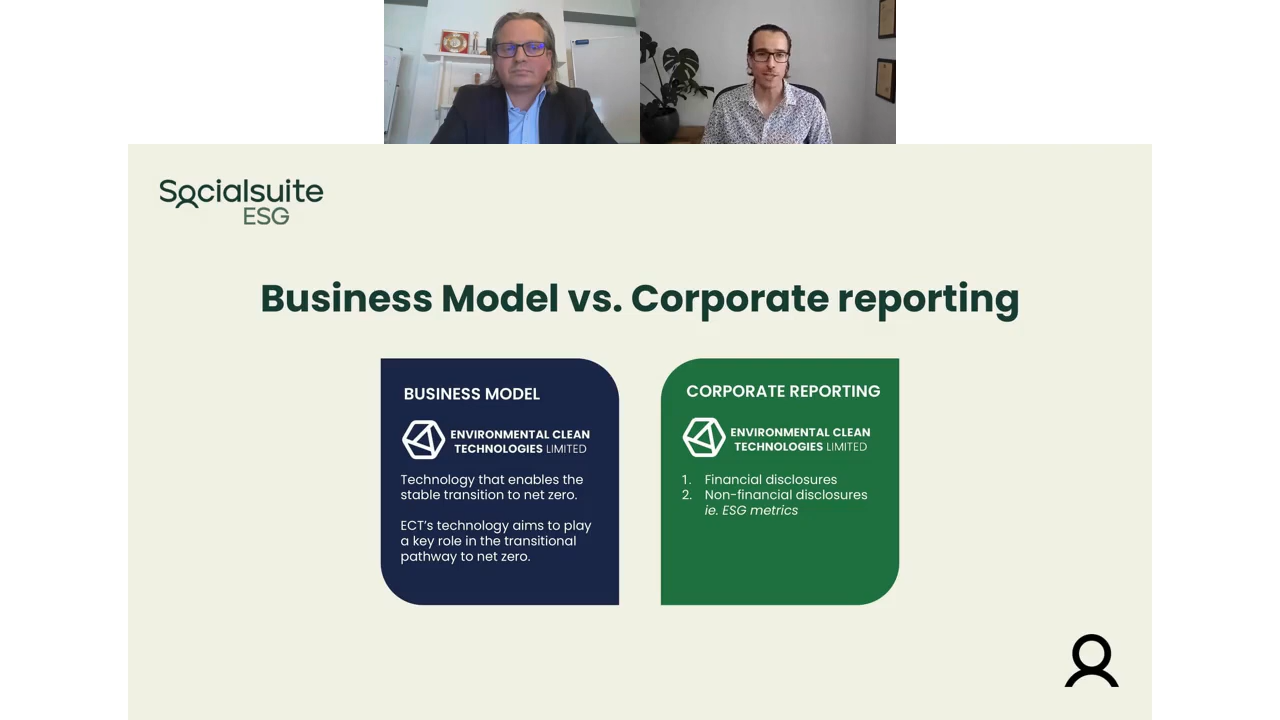 Socialsuite
ESG
Business Model vs. Corporate reporting
BUSINESS MODEL
ENVIRONMENTAL CLEAN
TECHNOLOGIES LIMITED
Technology that enables the
stable transition to net zero.
ECT's technology aims to play
a key role in the transitional
pathway to net zero.
CORPORATE REPORTING
ENVIRONMENTAL CLEAN
TECHNOLOGIES LIMITED
1. Financial disclosures
2. Non-financial disclosures
ie. ESG metrics